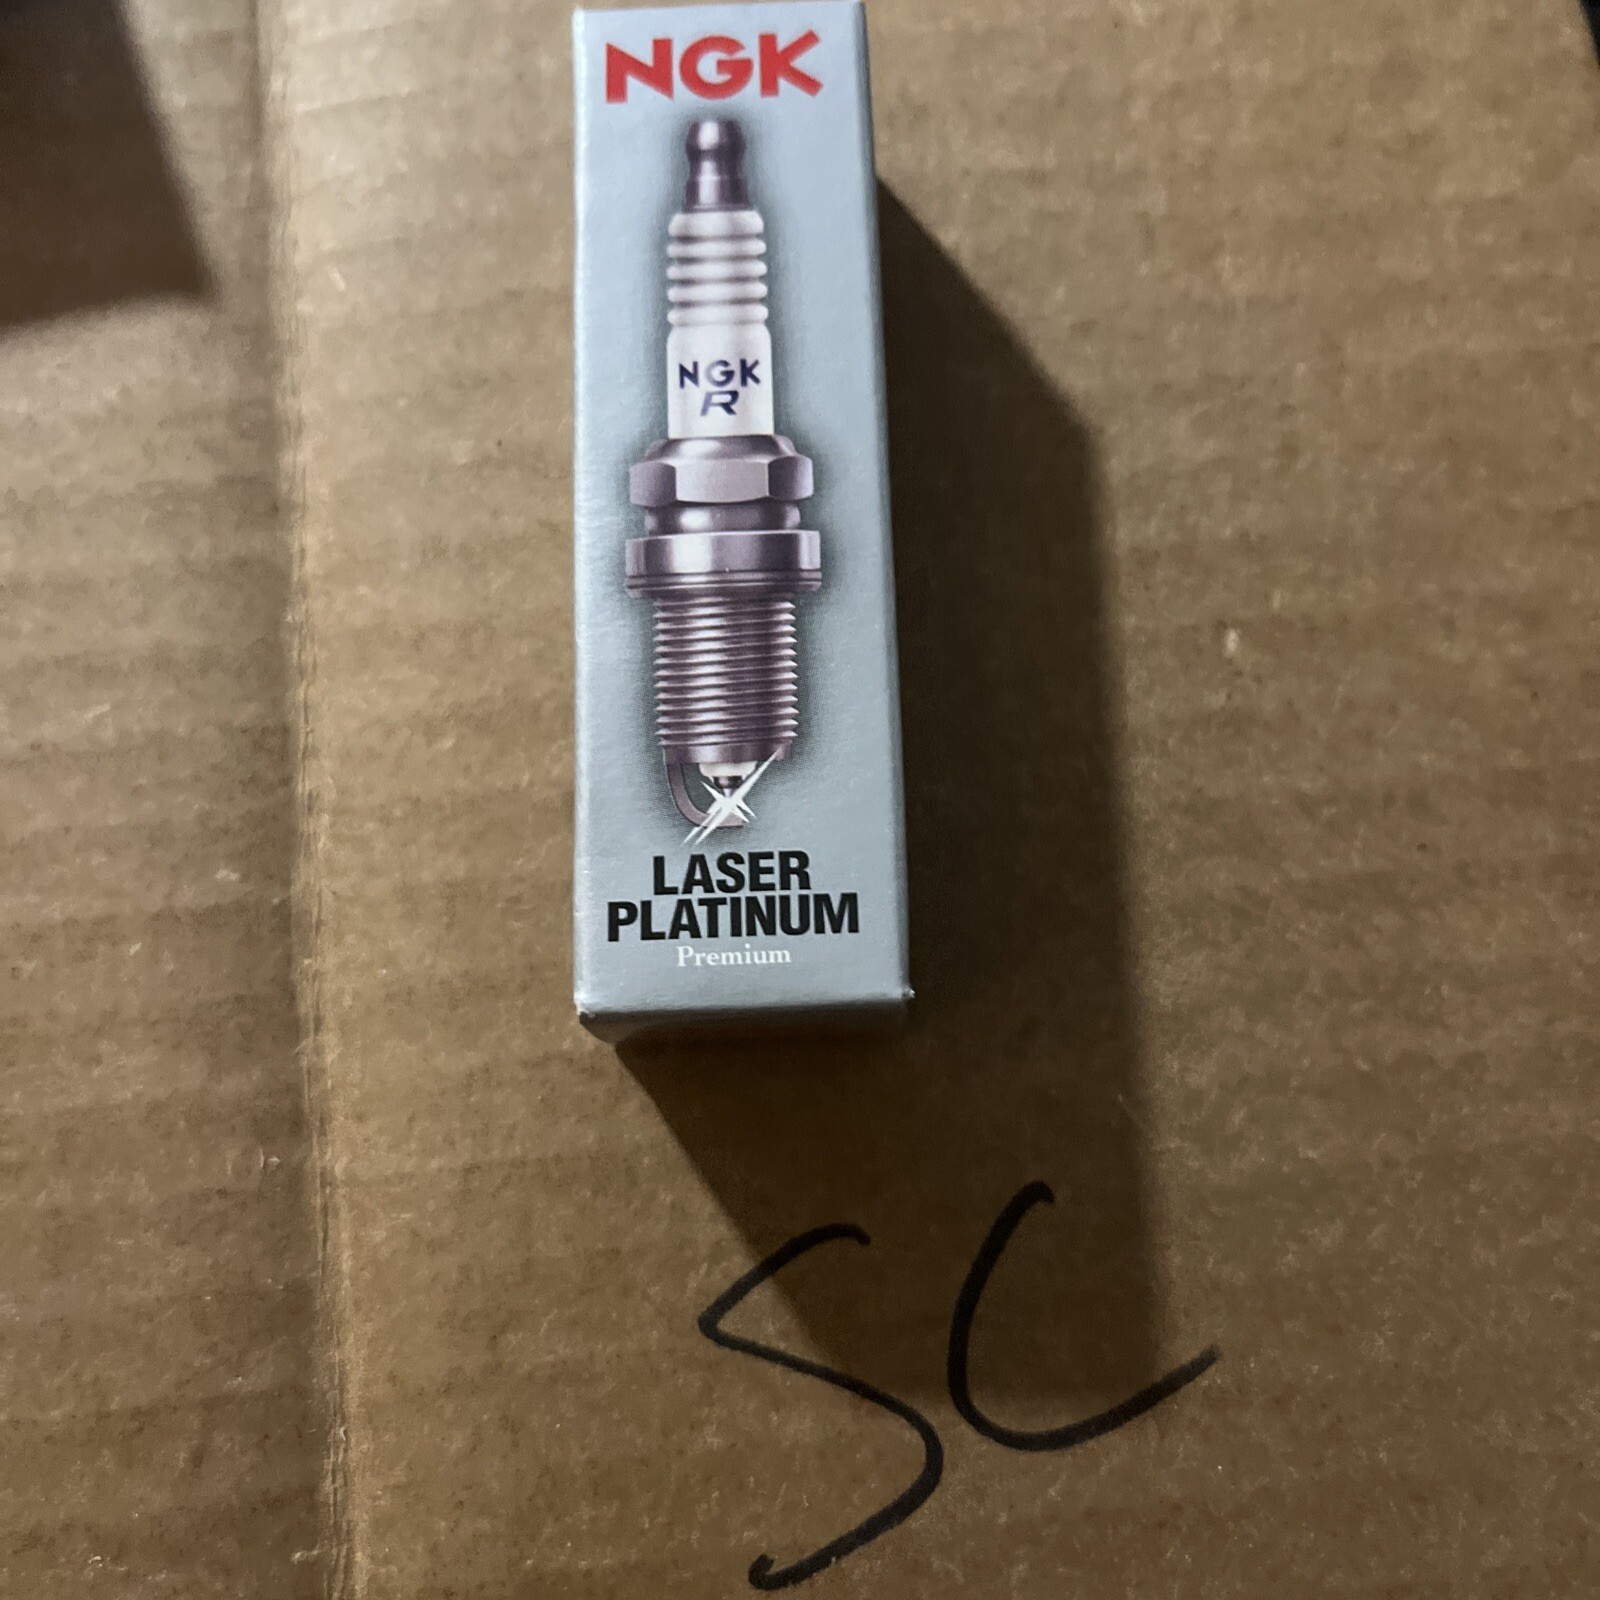 NGK
NGK
R
LASER
PLATINUM
Premium
SC